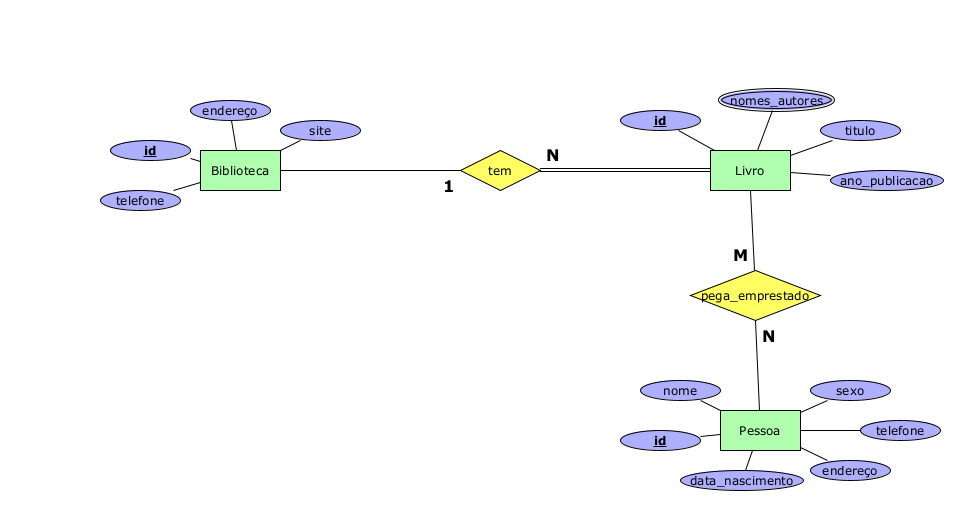 nomes_autores
endereço
id
site
titulo
id
Biblioteca
telefone
1
tem
N
Livro
ano_publicacao
M
pega_emprestado
N
nome
sexo
id
Pessoa
telefone
data_nascimento
endereço